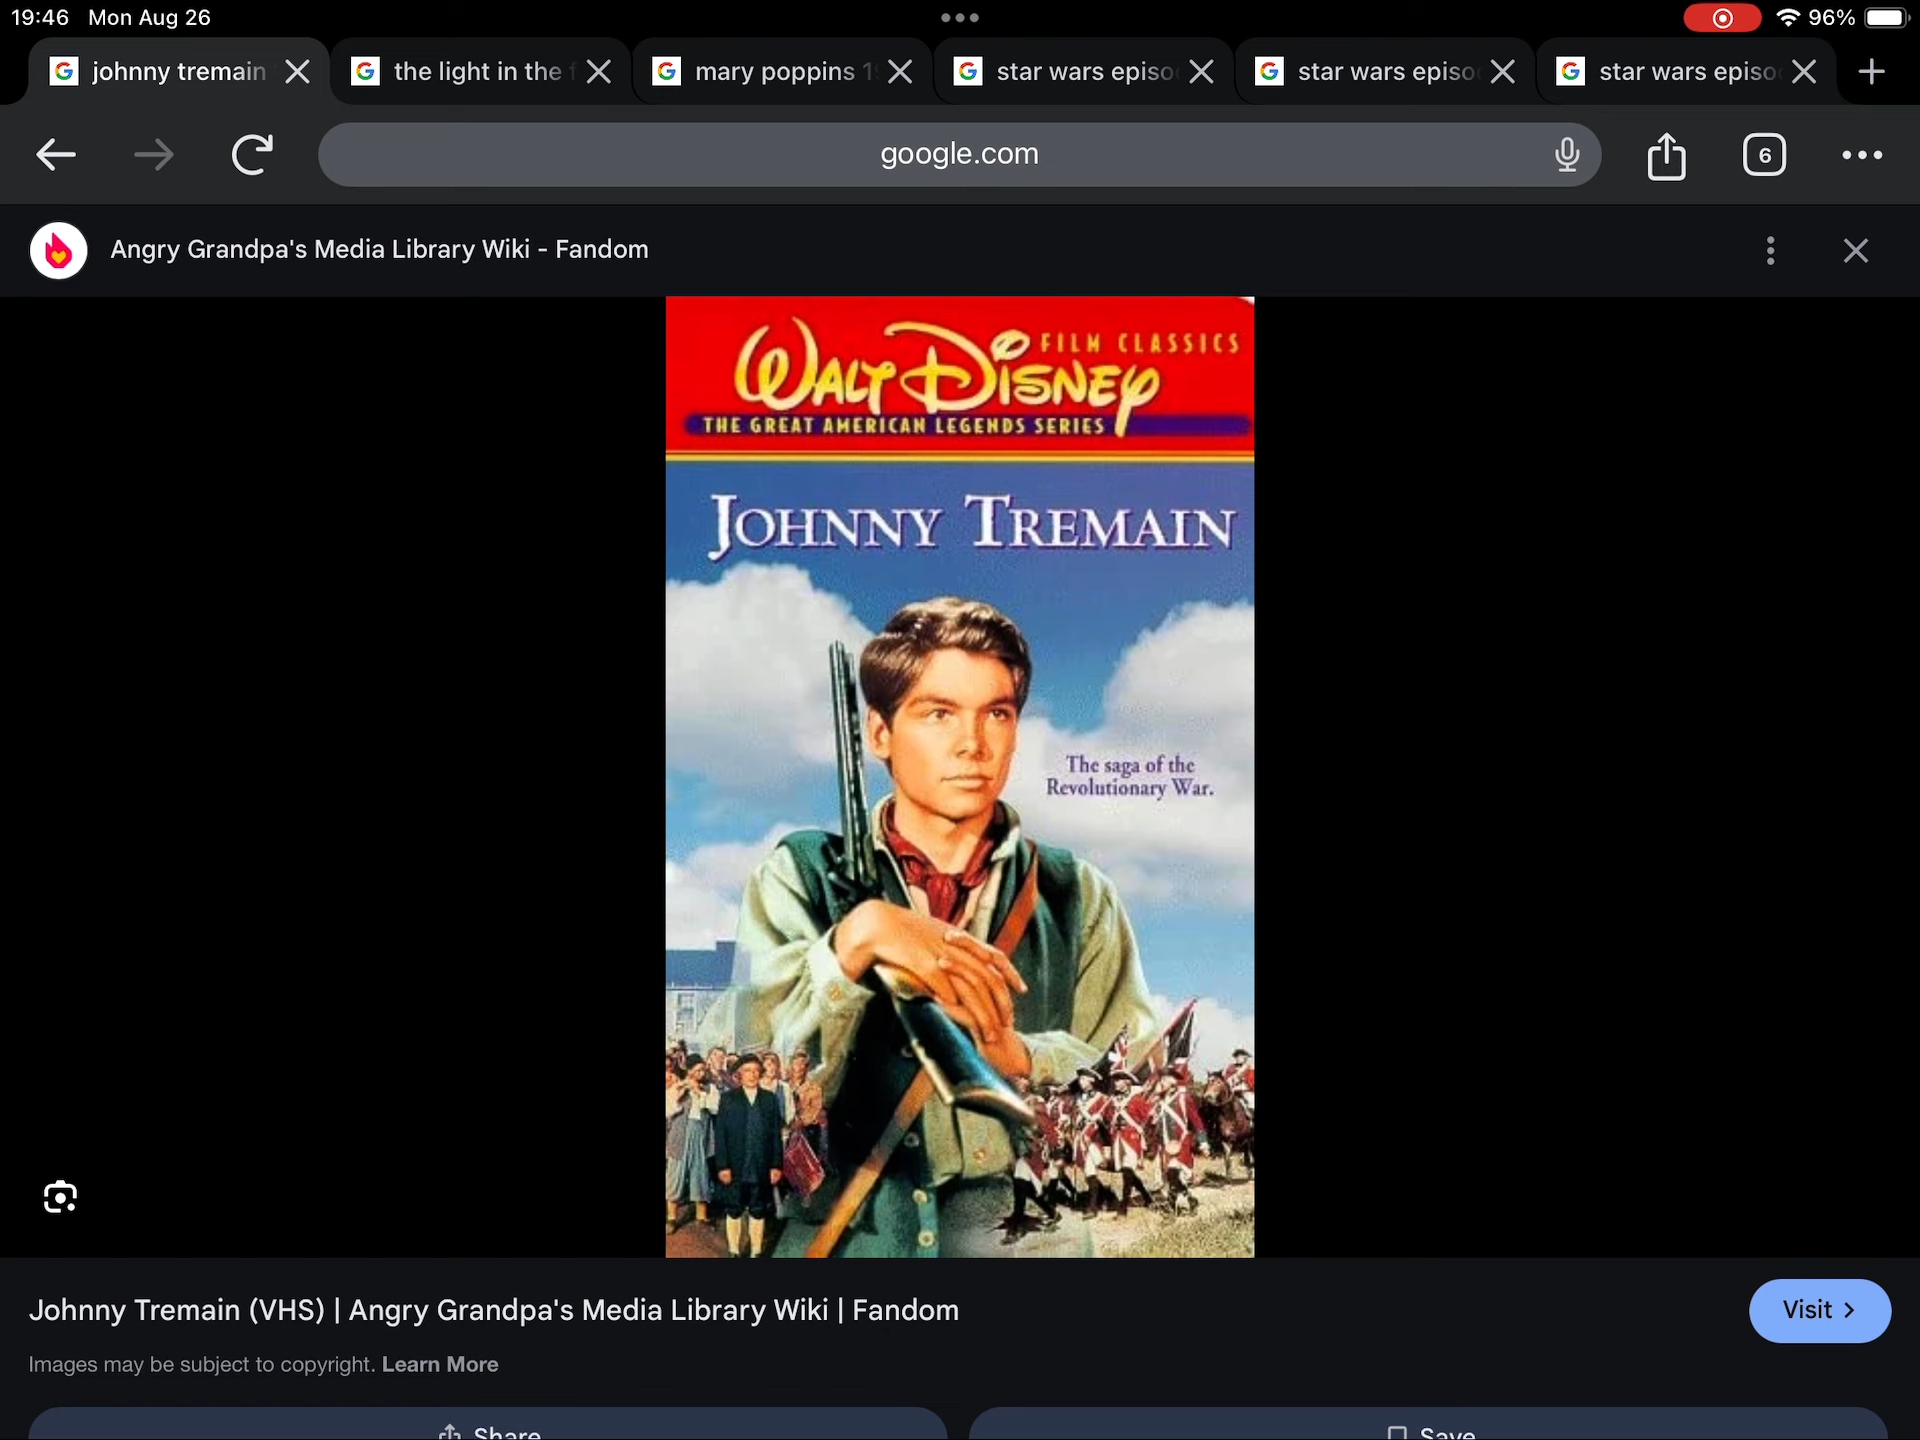 19:46 Mon Aug 26
96%
johnny tremain
the light in the f
mary poppins 1
star wars episo
star wars episo
star wars episo
google.com
6
Angry Grandpa's Media Library Wiki - Fandom
FILM CLASSICS
WALT DISNEY
THE GREAT AMERICAN LEGENDS SERIES
JOHNNY TREMAIN
The saga of the
Revolutionary War.
Johnny Tremain (VHS) | Angry Grandpa's Media Library Wiki | Fandom
Visit
Images may be subject to copyright. Learn More
Share
Save